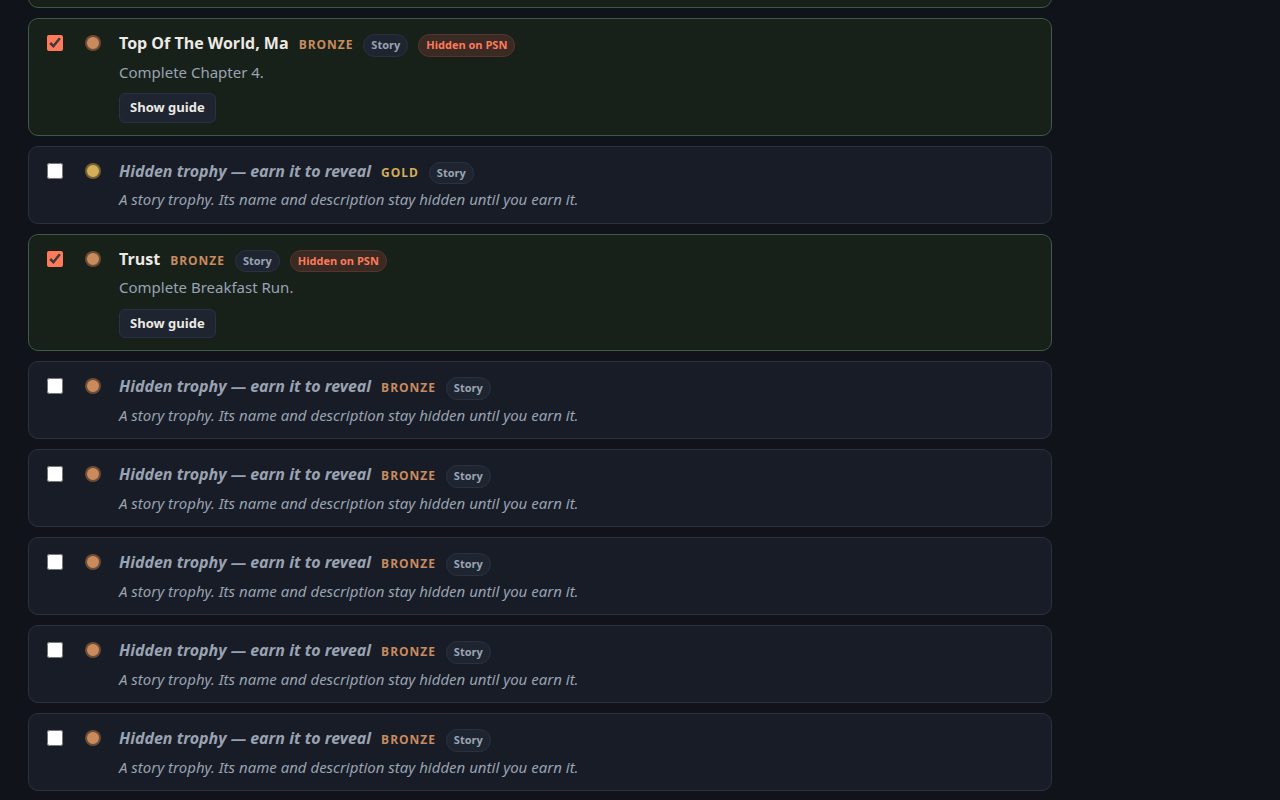 Top Of The World, Ma BRONZE Story Hidden on PSN
Complete Chapter 4.
Show guide
Hidden trophy — earn it to reveal GOLD Story
A story trophy. Its name and description stay hidden until you earn it.
Trust BRONZE Story Hidden on PSN
Complete Breakfast Run.
Show guide
Hidden trophy — earn it to reveal BRONZE Story
A story trophy. Its name and description stay hidden until you earn it.
Hidden trophy — earn it to reveal BRONZE Story
A story trophy. Its name and description stay hidden until you earn it.
Hidden trophy — earn it to reveal BRONZE Story
A story trophy. Its name and description stay hidden until you earn it.
Hidden trophy — earn it to reveal BRONZE Story
A story trophy. Its name and description stay hidden until you earn it.
Hidden trophy — earn it to reveal BRONZE Story
A story trophy. Its name and description stay hidden until you earn it.